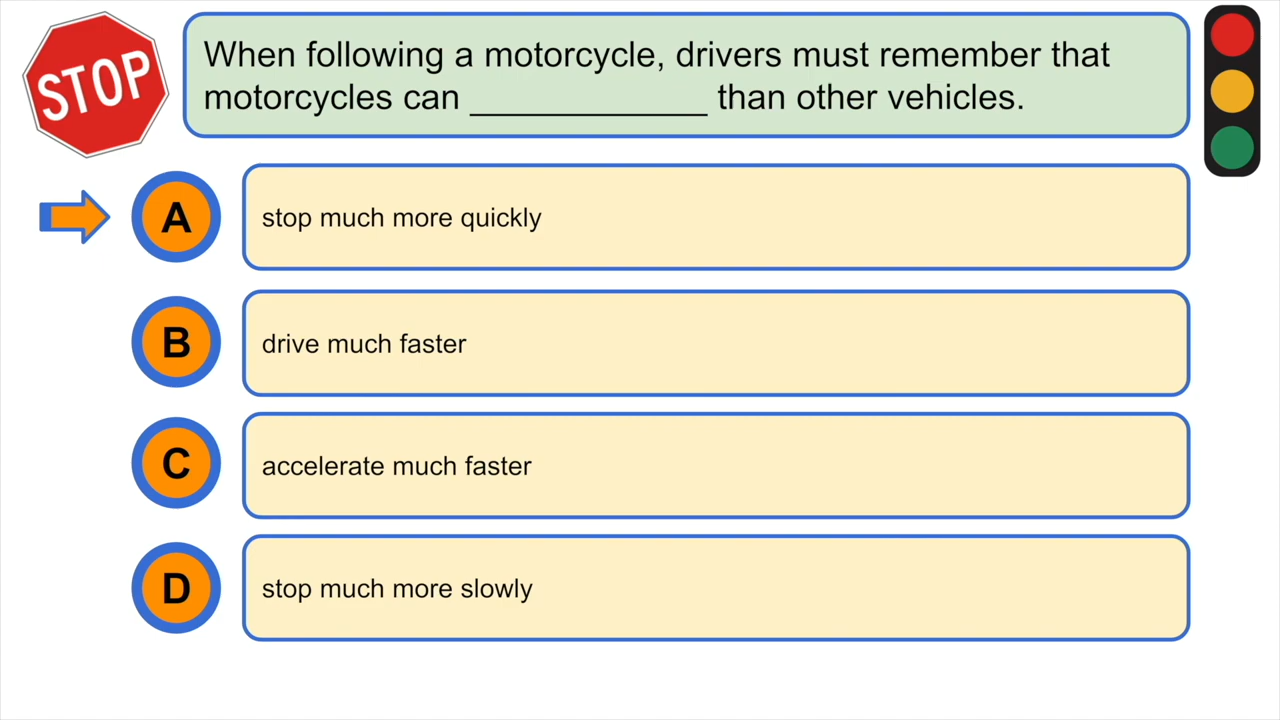 STOP
When following a motorcycle, drivers must remember that
motorcycles can _____________ than other vehicles.
A
stop much more quickly
B
drive much faster
C
accelerate much faster
D
stop much more slowly